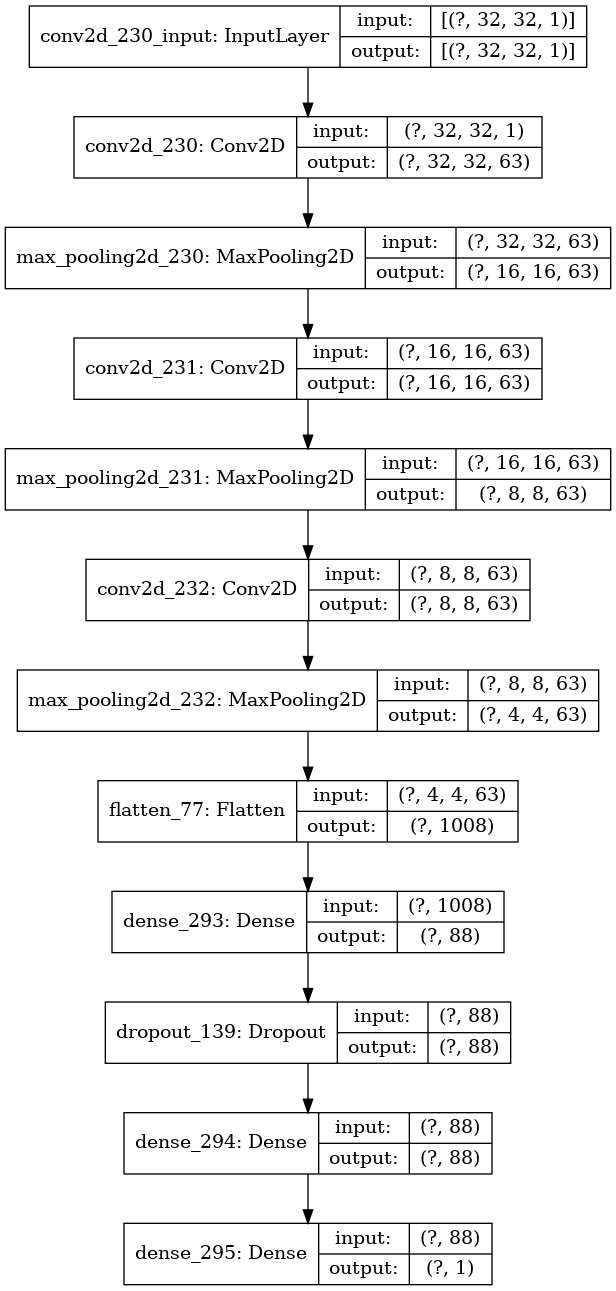 conv2d_230_input: InputLayer
input: [(?, 32, 32, 1)]
output: [(?, 32, 32, 1)]
conv2d_230: Conv2D
input: (?, 32, 32, 1)
output: (?, 32, 32, 63)
max_pooling2d_230: MaxPooling2D
input: (?, 32, 32, 63)
output: (?, 16, 16, 63)
conv2d_231: Conv2D
input: (?, 16, 16, 63)
output: (?, 16, 16, 63)
max_pooling2d_231: MaxPooling2D
input: (?, 16, 16, 63)
output: (?, 8, 8, 63)
conv2d_232: Conv2D
input: (?, 8, 8, 63)
output: (?, 8, 8, 63)
max_pooling2d_232: MaxPooling2D
input: (?, 8, 8, 63)
output: (?, 4, 4, 63)
flatten_77: Flatten
input: (?, 4, 4, 63)
output: (?, 1008)
dense_293: Dense
input: (?, 1008)
output: (?, 88)
dropout_139: Dropout
input: (?, 88)
output: (?, 88)
dense_294: Dense
input: (?, 88)
output: (?, 88)
dense_295: Dense
input: (?, 88)
output: (?, 1)